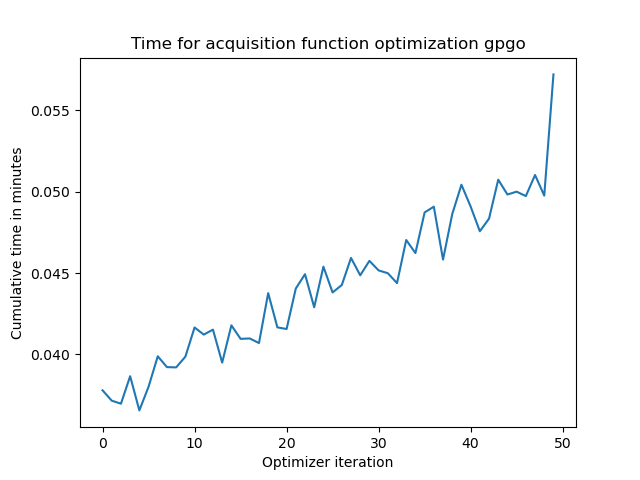 Time for acquisition function optimization gpgo
Cumulative time in minutes
0.055
0.050
0.045
0.040
0 10 20 30 40 50
Optimizer iteration